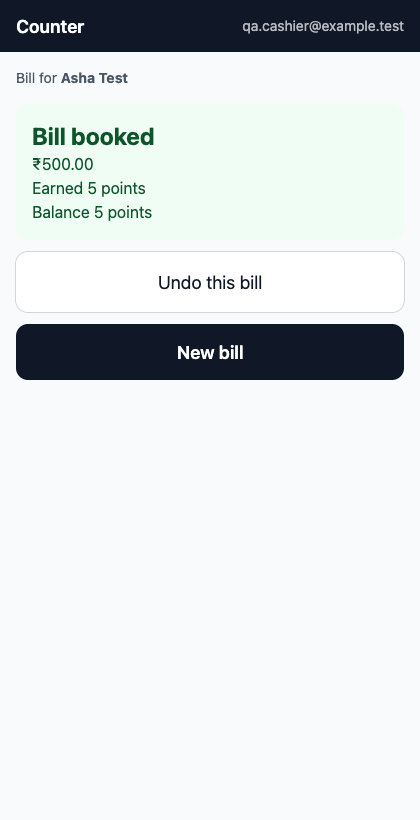 Counter
qa.cashier@example.test
Bill for Asha Test
Bill booked
₹500.00
Earned 5 points
Balance 5 points
Undo this bill
New bill